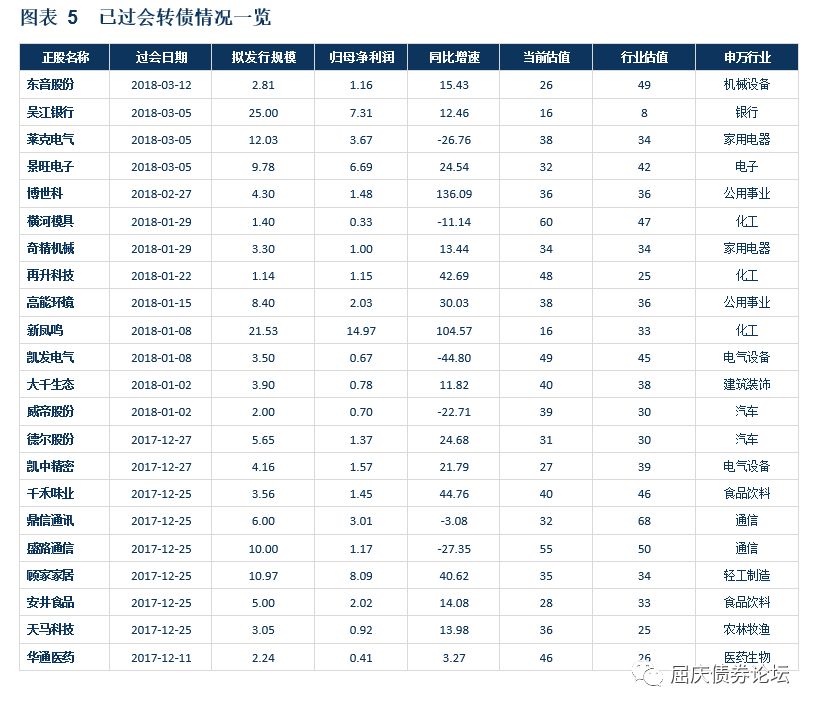 图表 5 已过会转债情况一览
正股名称 过会日期 拟发行规模 归母净利润 同比增速 当前估值 行业估值 申万行业
东音股份 2018-03-12 2.81 1.16 15.43 26 49 机械设备
吴江银行 2018-03-05 25.00 7.31 12.46 16 8 银行
莱克电气 2018-03-05 12.03 3.67 -26.76 38 34 家用电器
景旺电子 2018-03-05 9.78 6.69 24.54 32 42 电子
博世科 2018-02-27 4.30 1.48 136.09 36 36 公用事业
横河模具 2018-01-29 1.40 0.33 -11.14 60 47 化工
奇精机械 2018-01-29 3.30 1.00 13.44 34 34 家用电器
再升科技 2018-01-22 1.14 1.15 42.69 48 25 化工
高能环境 2018-01-15 8.40 2.03 30.03 38 36 公用事业
新凤鸣 2018-01-08 21.53 14.97 104.57 16 33 化工
凯发电气 2018-01-08 3.50 0.67 -44.80 49 45 电气设备
大千生态 2018-01-02 3.90 0.78 11.82 40 38 建筑装饰
威帝股份 2018-01-02 2.00 0.70 -22.71 39 30 汽车
德尔股份 2017-12-27 5.65 1.37 24.68 31 30 汽车
凯中精密 2017-12-27 4.16 1.57 21.79 27 39 电气设备
千禾味业 2017-12-25 3.56 1.45 44.76 40 46 食品饮料
鼎信通讯 2017-12-25 6.00 3.01 -3.08 32 68 通信
盛路通信 2017-12-25 10.00 1.17 -27.35 55 50 通信
顾家家居 2017-12-25 10.97 8.09 40.62 35 34 轻工制造
安井食品 2017-12-25 5.00 2.02 14.08 28 33 食品饮料
天马科技 2017-12-25 3.05 0.92 13.98 36 25 农林牧渔
华通医药 2017-12-11 2.24 0.41 3.27 46 26 医药生物
屈庆债券论坛